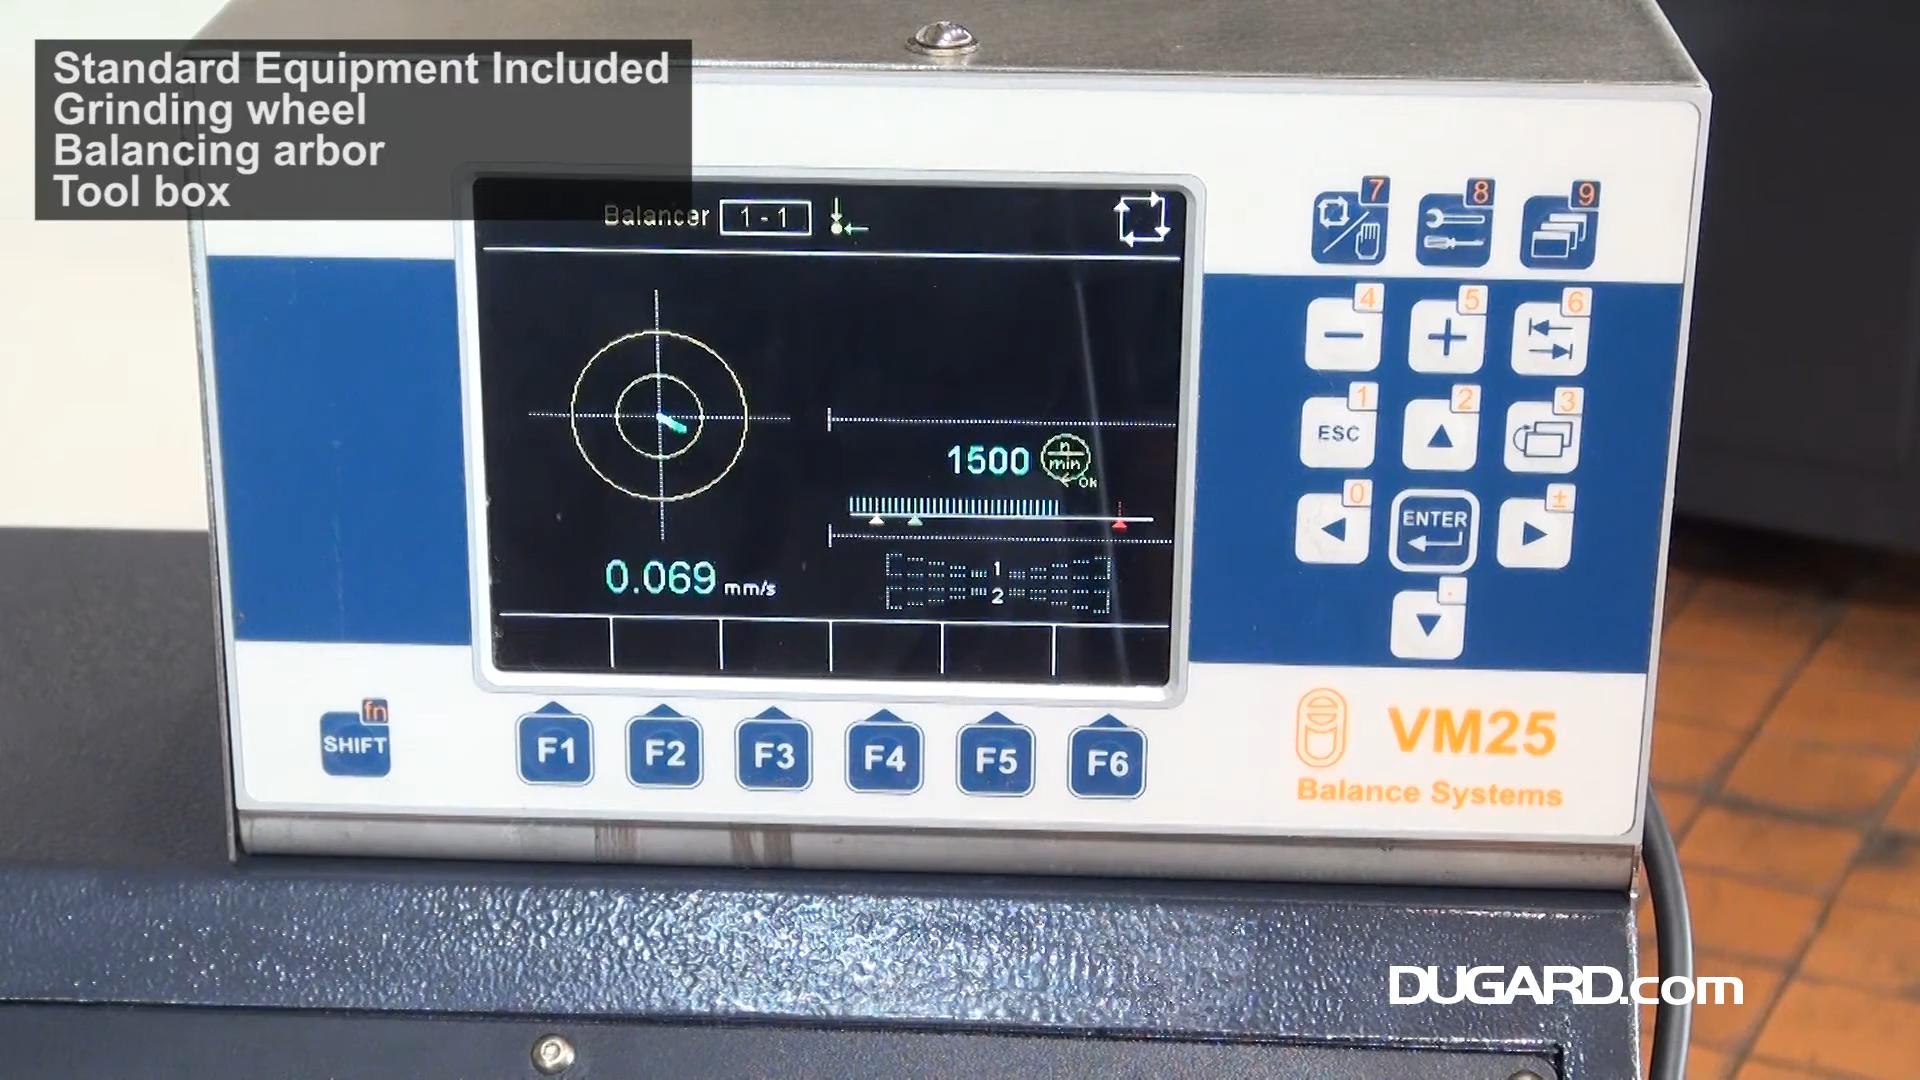 Standard Equipment Included
Grinding wheel
Balancing arbor
Tool box
Balancer 1 - 1
7 8 9
4 5 6
1 2 3
ESC
1500 n/min
OK
0 ±
ENTER
0.069 mm/s
1
2
.
fn
SHIFT
F1 F2 F3 F4 F5 F6
VM25
Balance Systems
DUGARD.com